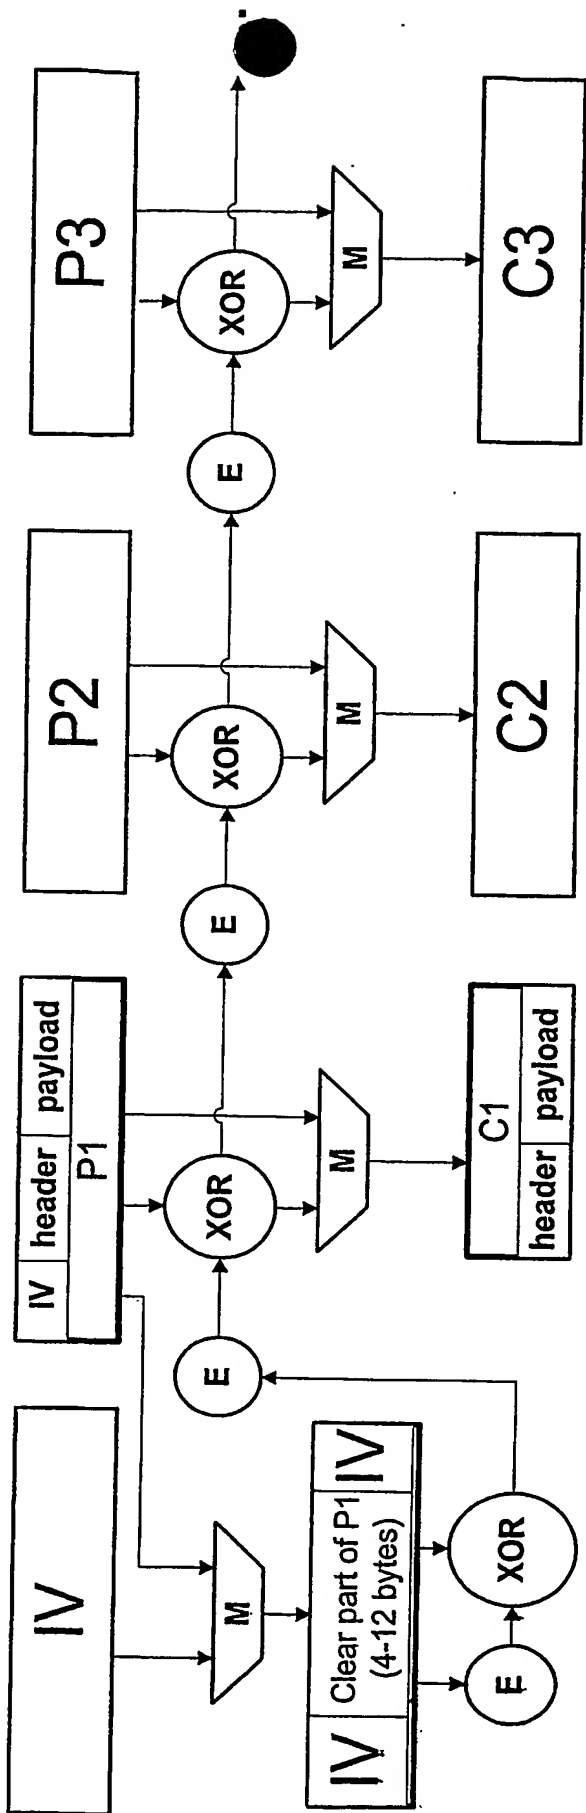 IV
IV header payload
P1
P2
P3
M
IV Clear part of P1 IV
(4-12 bytes)
E
XOR
E
XOR
E
XOR
E
XOR
M
M
M
C1
header payload
C2
C3